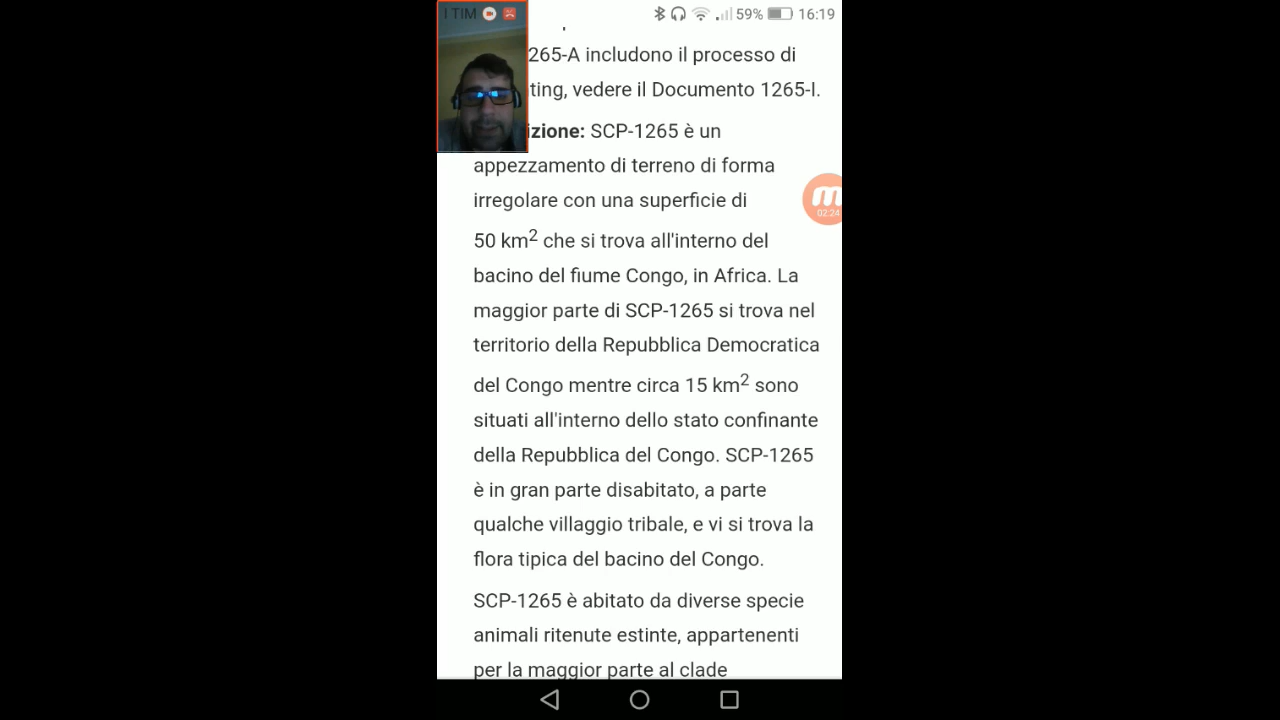 I TIM 59% 16:19
265-A includono il processo di
ting, vedere il Documento 1265-I.
izione: SCP-1265 è un
appezzamento di terreno di forma
irregolare con una superficie di
02:24
50 km2 che si trova all'interno del
bacino del fiume Congo, in Africa. La
maggior parte di SCP-1265 si trova nel
territorio della Repubblica Democratica
del Congo mentre circa 15 km2 sono
situati all'interno dello stato confinante
della Repubblica del Congo. SCP-1265
è in gran parte disabitato, a parte
qualche villaggio tribale, e vi si trova la
flora tipica del bacino del Congo.
SCP-1265 è abitato da diverse specie
animali ritenute estinte, appartenenti
per la maggior parte al clade